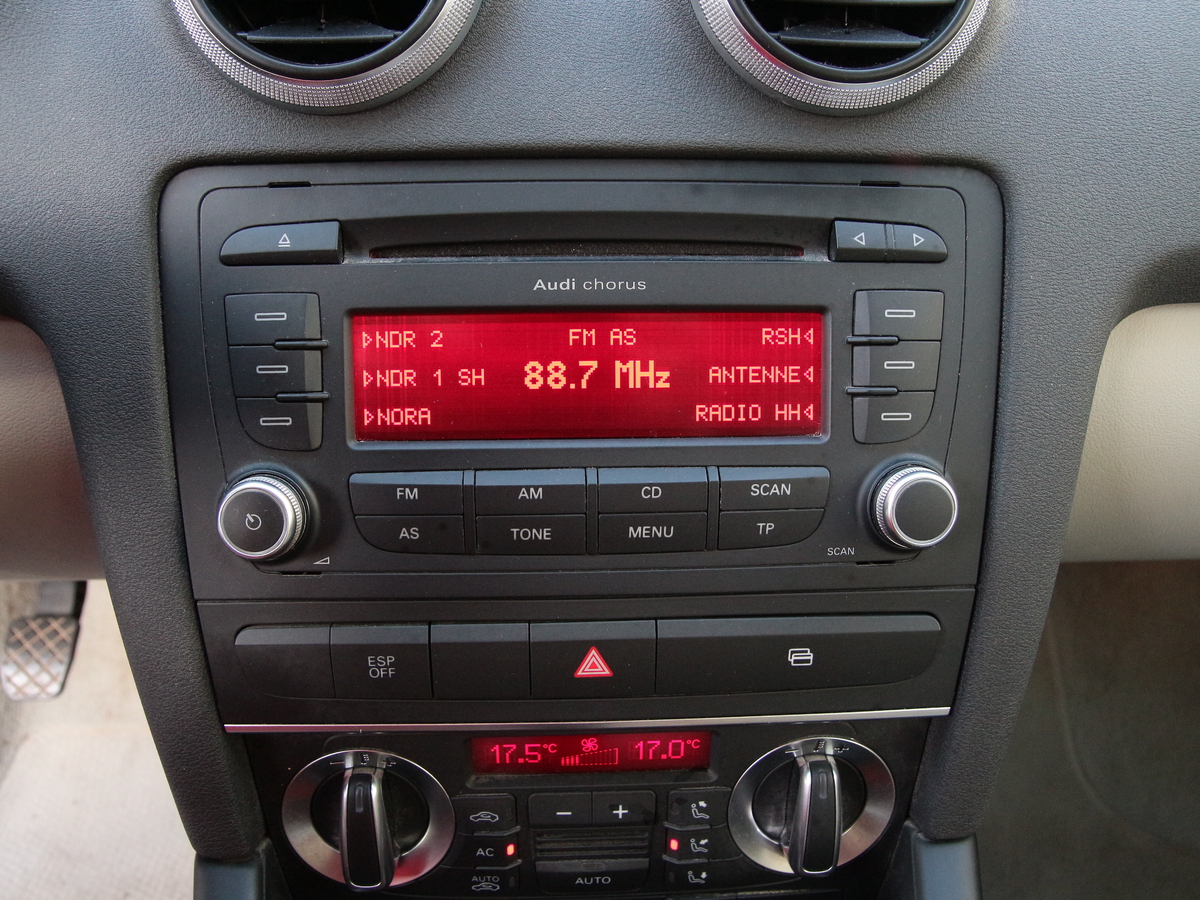 Audi chorus
NDR 2 FM AS RSH
NDR 1 SH 88.7 MHz ANTENNE
NORA RADIO HH
FM AM CD SCAN
AS TONE MENU TP
SCAN
ESP
OFF
17.5°C 17.0°C
AC
AUTO
AUTO